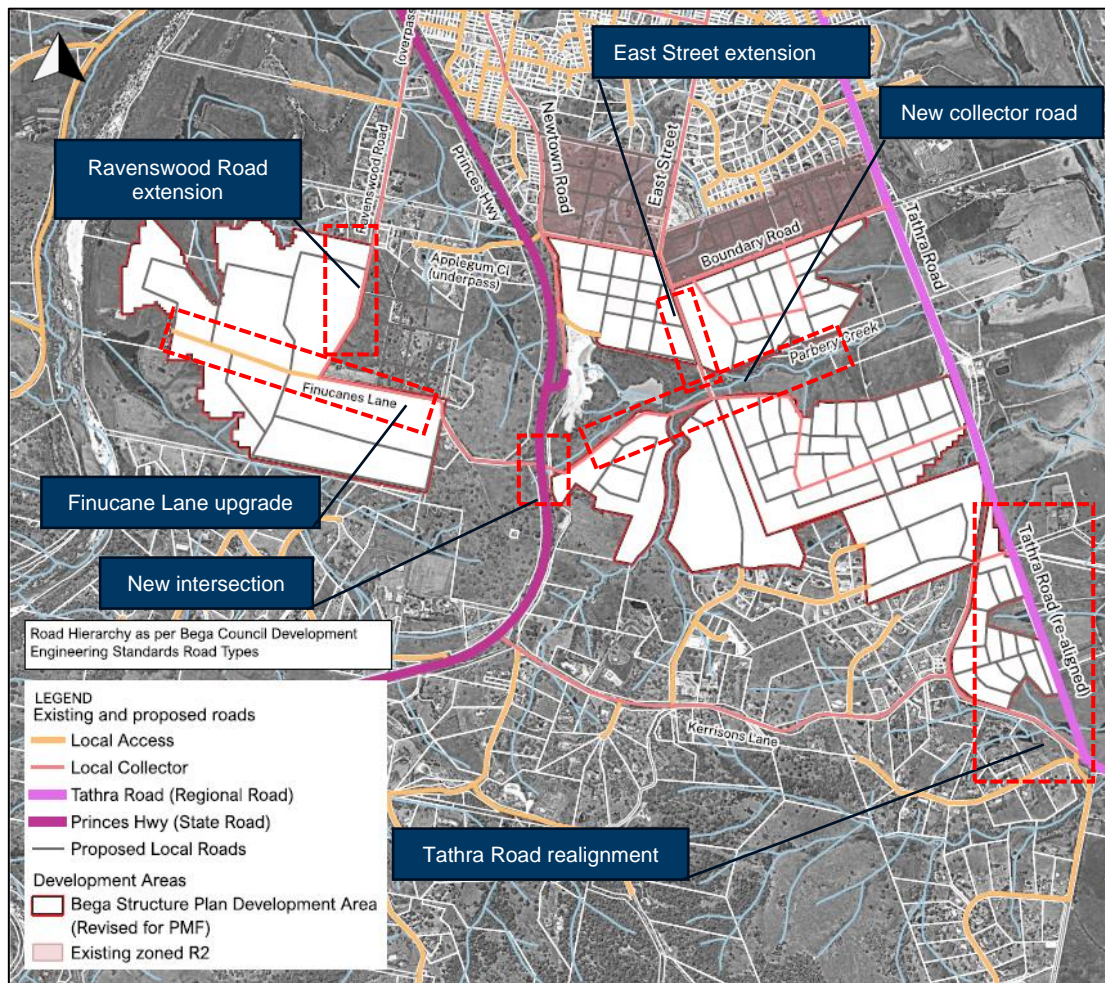 (overpass
East Street extension
New collector road
Ravenswood Road
extension
Ravenswood Road
Princes Hwy
Newtown Road
East Street
Boundary Road
Tathra Road
Applegum Cl
(underpass)
Parbery Creek
Finucanes Lane
Finucane Lane upgrade
New intersection
Tathra Road (re-aligned)
Kerrisons Lane
Tathra Road realignment
Road Hierarchy as per Bega Council Development
Engineering Standards Road Types
LEGEND
Existing and proposed roads
Local Access
Local Collector
Tathra Road (Regional Road)
Princes Hwy (State Road)
Proposed Local Roads
Development Areas
Bega Structure Plan Development Area
(Revised for PMF)
Existing zoned R2